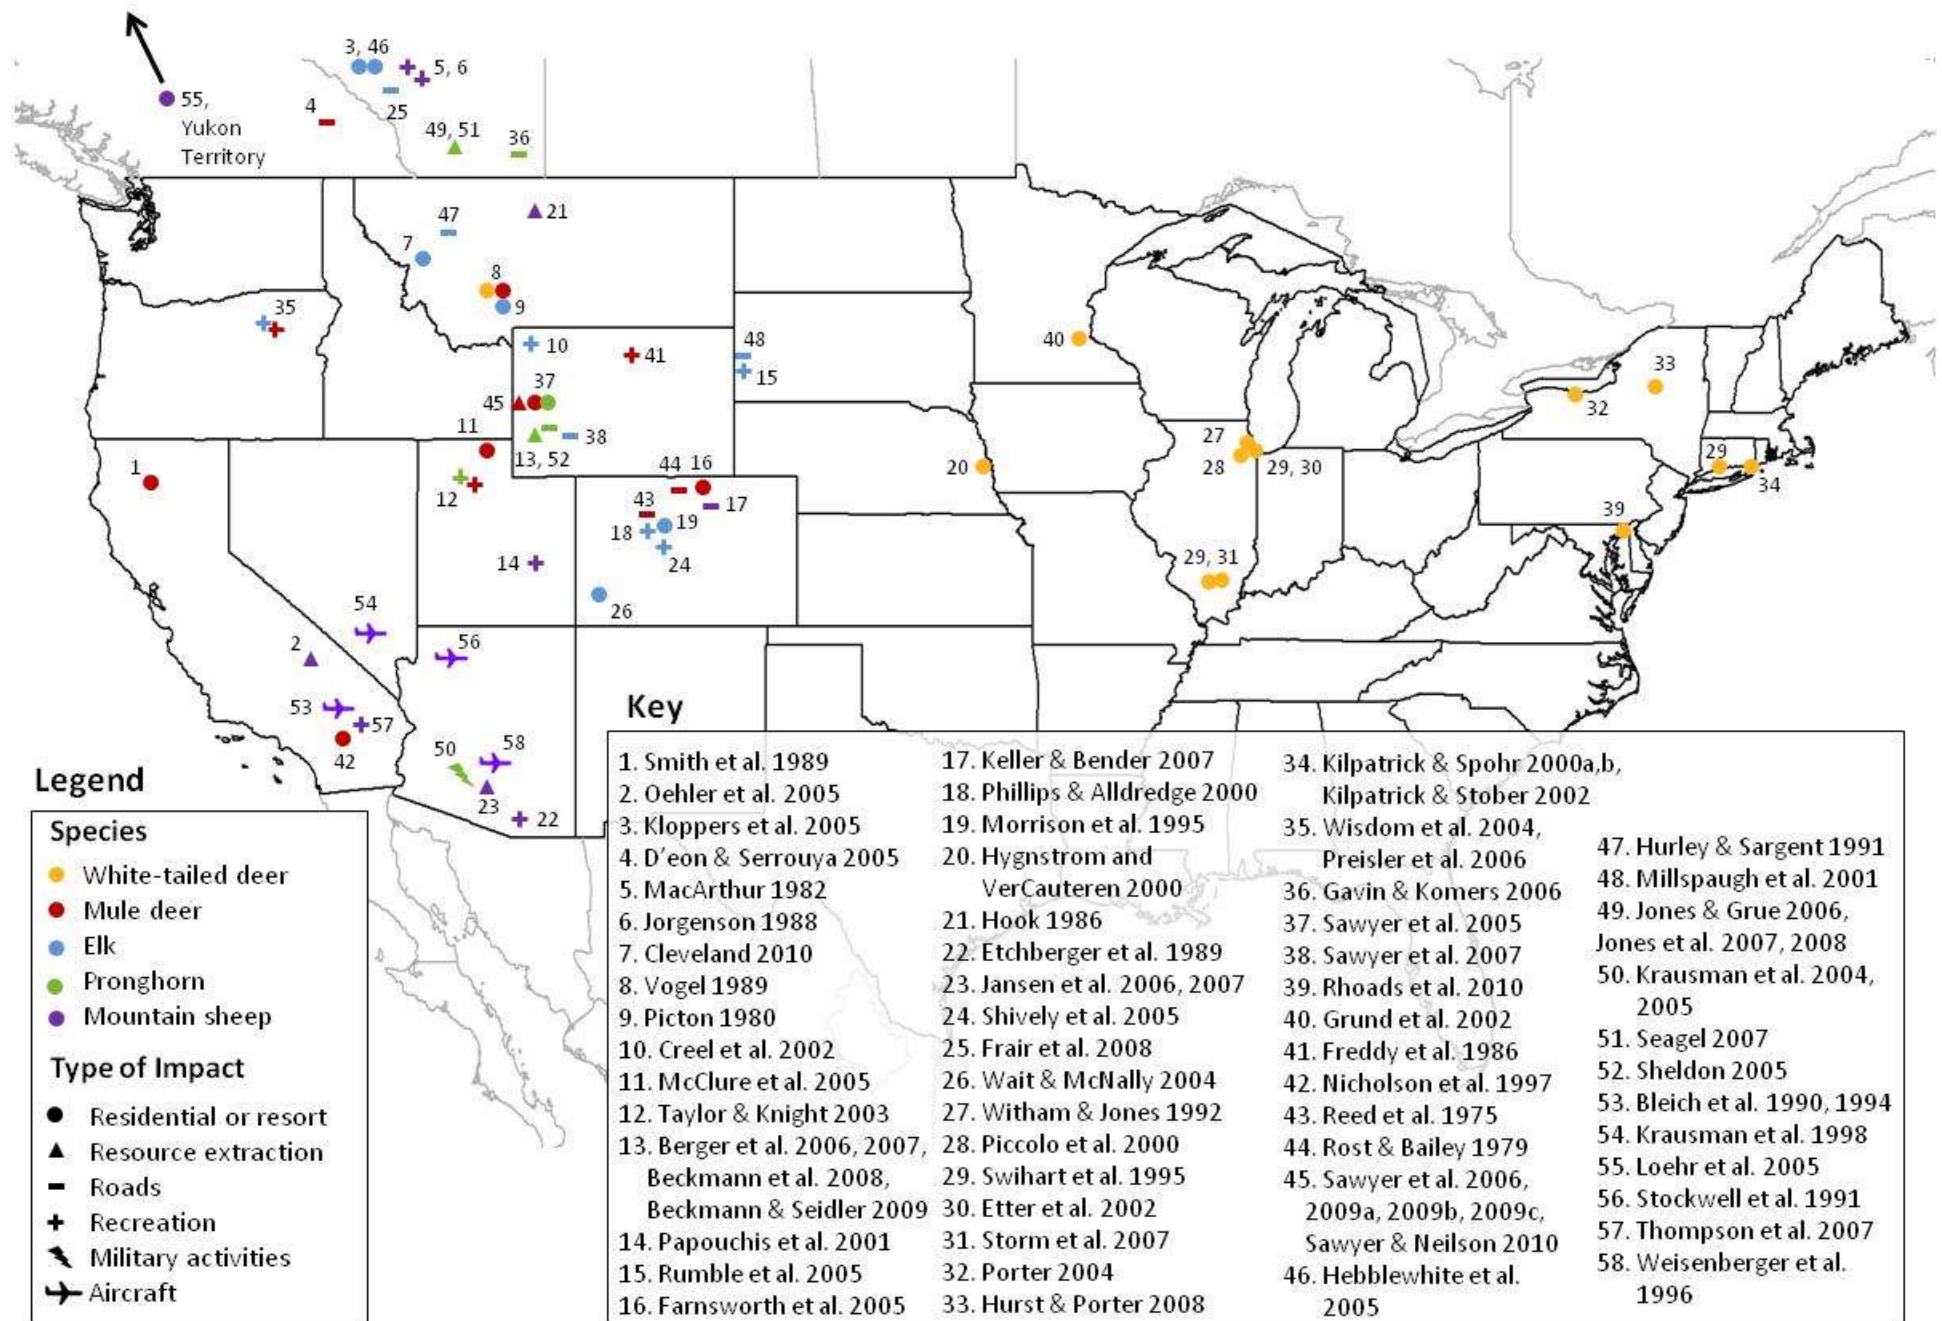 3, 46
5, 6
55,
Yukon
Territory
4
25
49, 51
36
47
21
7
8
9
35
10
41
48
15
37
45
11
38
13, 52
1
12
44 16
43
17
18
19
24
14
26
54
2
56
53
57
42
50
58
23
22
40
20
27
28
29, 30
29, 31
33
32
29
34
39
Legend
Species
White-tailed deer
Mule deer
Elk
Pronghorn
Mountain sheep
Type of Impact
Residential or resort
Resource extraction
Roads
Recreation
Military activities
Aircraft
Key
1. Smith et al. 1989
2. Oehler et al. 2005
3. Kloppers et al. 2005
4. D'eon & Serrouya 2005
5. MacArthur 1982
6. Jorgenson 1988
7. Cleveland 2010
8. Vogel 1989
9. Picton 1980
10. Creel et al. 2002
11. McClure et al. 2005
12. Taylor & Knight 2003
13. Berger et al. 2006, 2007,
Beckmann et al. 2008,
Beckmann & Seidler 2009
14. Papouchis et al. 2001
15. Rumble et al. 2005
16. Farnsworth et al. 2005
17. Keller & Bender 2007
18. Phillips & Alldredge 2000
19. Morrison et al. 1995
20. Hygnstrom and
VerCauteren 2000
21. Hook 1986
22. Etchberger et al. 1989
23. Jansen et al. 2006, 2007
24. Shively et al. 2005
25. Frair et al. 2008
26. Wait & McNally 2004
27. Witham & Jones 1992
28. Piccolo et al. 2000
29. Swihart et al. 1995
30. Etter et al. 2002
31. Storm et al. 2007
32. Porter 2004
33. Hurst & Porter 2008
34. Kilpatrick & Spohr 2000a,b,
Kilpatrick & Stober 2002
35. Wisdom et al. 2004,
Preisler et al. 2006
36. Gavin & Komers 2006
37. Sawyer et al. 2005
38. Sawyer et al. 2007
39. Rhoads et al. 2010
40. Grund et al. 2002
41. Freddy et al. 1986
42. Nicholson et al. 1997
43. Reed et al. 1975
44. Rost & Bailey 1979
45. Sawyer et al. 2006,
2009a, 2009b, 2009c,
Sawyer & Neilson 2010
46. Hebblewhite et al.
2005
47. Hurley & Sargent 1991
48. Millspaugh et al. 2001
49. Jones & Grue 2006,
Jones et al. 2007, 2008
50. Krausman et al. 2004,
2005
51. Seagel 2007
52. Sheldon 2005
53. Bleich et al. 1990, 1994
54. Krausman et al. 1998
55. Loehr et al. 2005
56. Stockwell et al. 1991
57. Thompson et al. 2007
58. Weisenberger et al.
1996